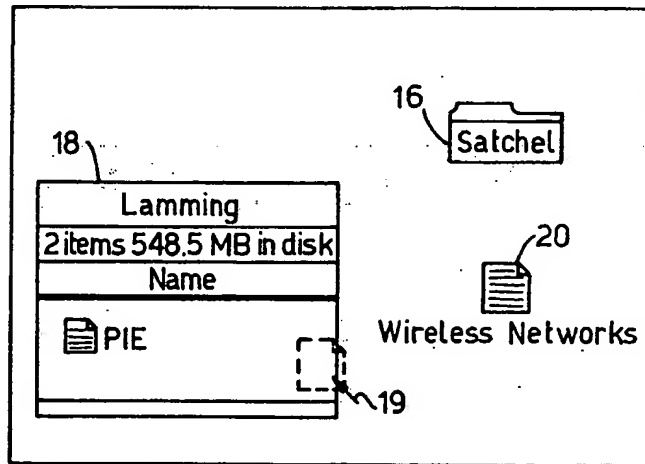 16
Satchel
18
Lamming
2 items 548.5 MB in disk
Name
20
PIE
Wireless Networks
19